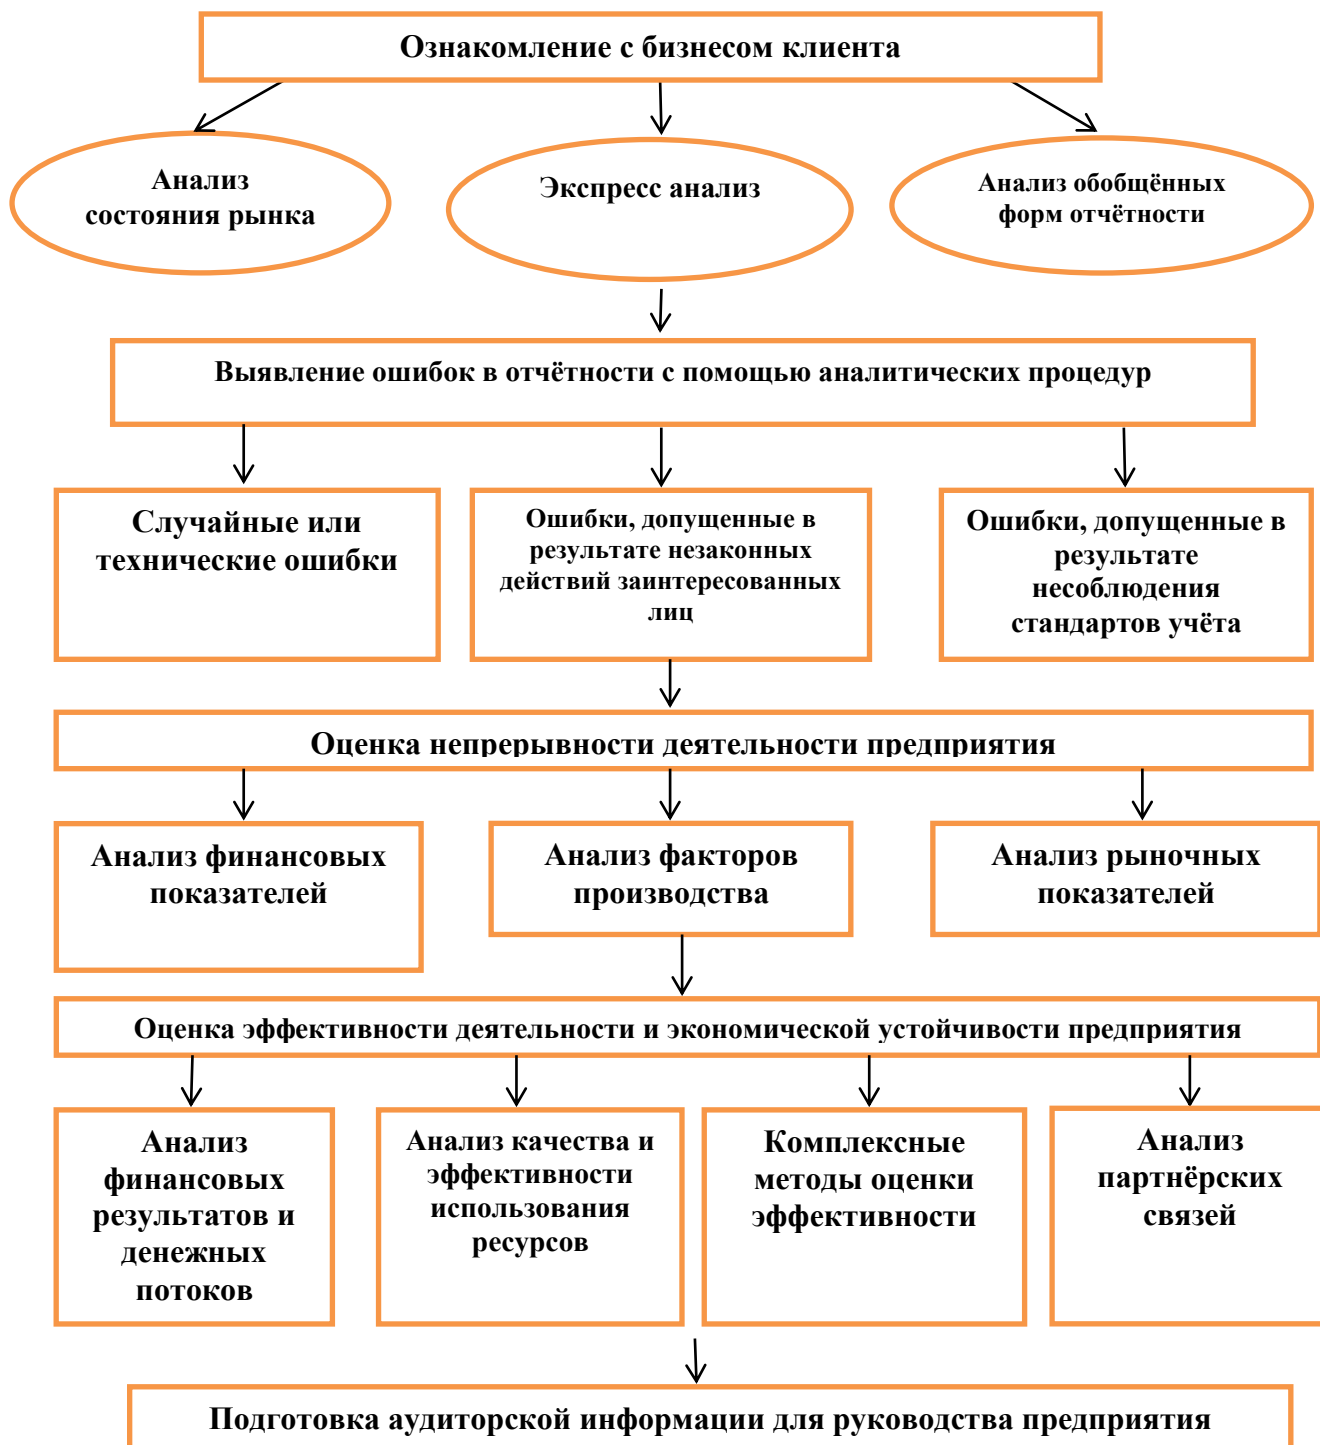 Ознакомление с бизнесом клиента
Анализ
состояния рынка
Экспресс анализ
Анализ обобщённых
форм отчётности
Выявление ошибок в отчётности с помощью аналитических процедур
Случайные или
технические ошибки
Ошибки, допущенные в
результате незаконных
действий заинтересованных
лиц
Ошибки, допущенные в
результате
несоблюдения
стандартов учёта
Оценка непрерывности деятельности предприятия
Анализ финансовых
показателей
Анализ факторов
производства
Анализ рыночных
показателей
Оценка эффективности деятельности и экономической устойчивости предприятия
Анализ
финансовых
результатов и
денежных
потоков
Анализ качества и
эффективности
использования
ресурсов
Комплексные
методы оценки
эффективности
Анализ
партнёрских
связей
Подготовка аудиторской информации для руководства предприятия